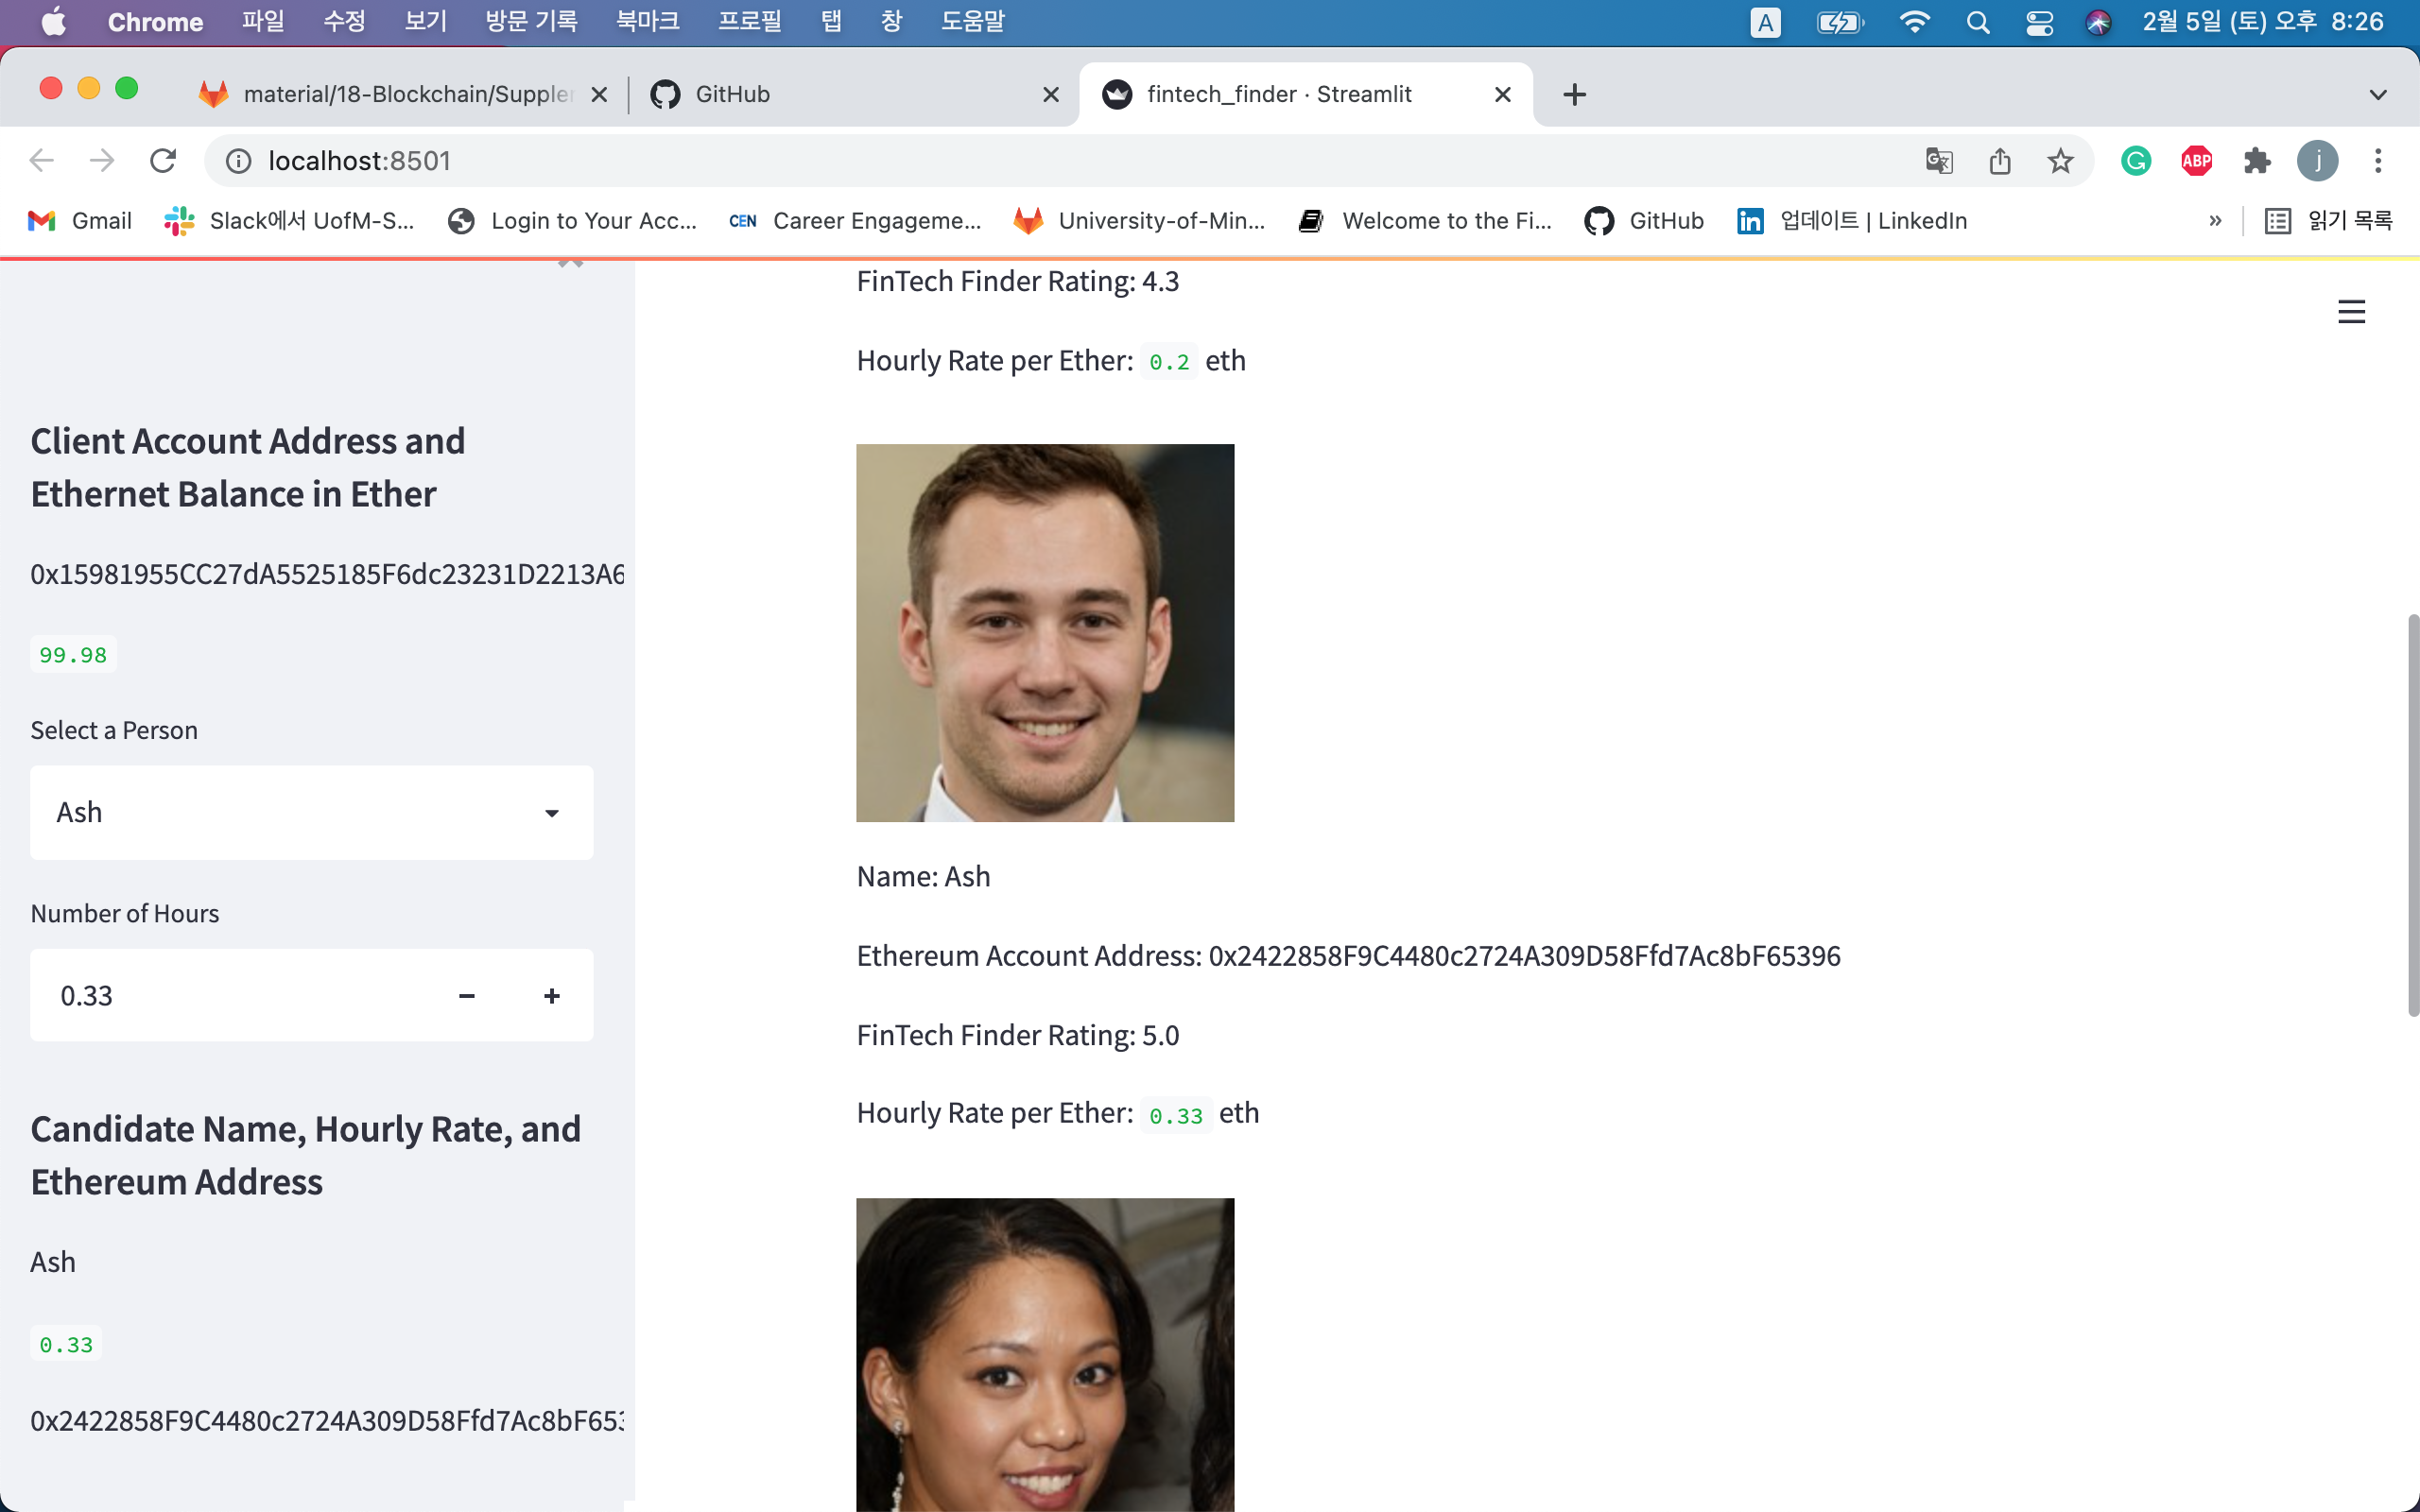 Chrome 파일 수정 보기 방문 기록 북마크 프로필 탭 창 도움말 A 2월 5일 (토) 오후 8:26
material/18-Blockchain/Suppler GitHub fintech_finder · Streamlit
localhost:8501 ABP j
Gmail Slack에서 UofM-S... Login to Your Acc... CEN Career Engageme... University-of-Min... Welcome to the Fi... GitHub in 업데이트 | LinkedIn » 읽기 목록
Client Account Address and
Ethernet Balance in Ether
0x15981955CC27dA5525185F6dc23231D2213A6
99.98
Select a Person
Ash
Number of Hours
0.33 − +
Candidate Name, Hourly Rate, and
Ethereum Address
Ash
0.33
0x2422858F9C4480c2724A309D58Ffd7Ac8bF653
FinTech Finder Rating: 4.3
Hourly Rate per Ether: 0.2 eth
Name: Ash
Ethereum Account Address: 0x2422858F9C4480c2724A309D58Ffd7Ac8bF65396
FinTech Finder Rating: 5.0
Hourly Rate per Ether: 0.33 eth